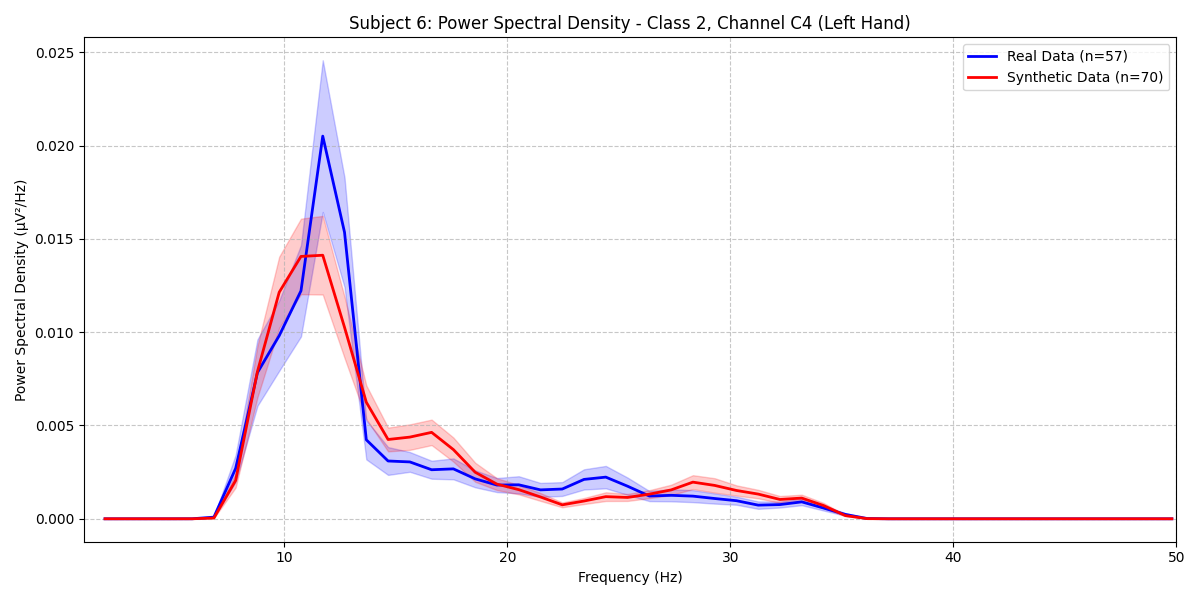 Subject 6: Power Spectral Density - Class 2, Channel C4 (Left Hand)
Real Data (n=57)
Synthetic Data (n=70)
Power Spectral Density (μV²/Hz)
0.025
0.020
0.015
0.010
0.005
0.000
10 20 30 40 50
Frequency (Hz)